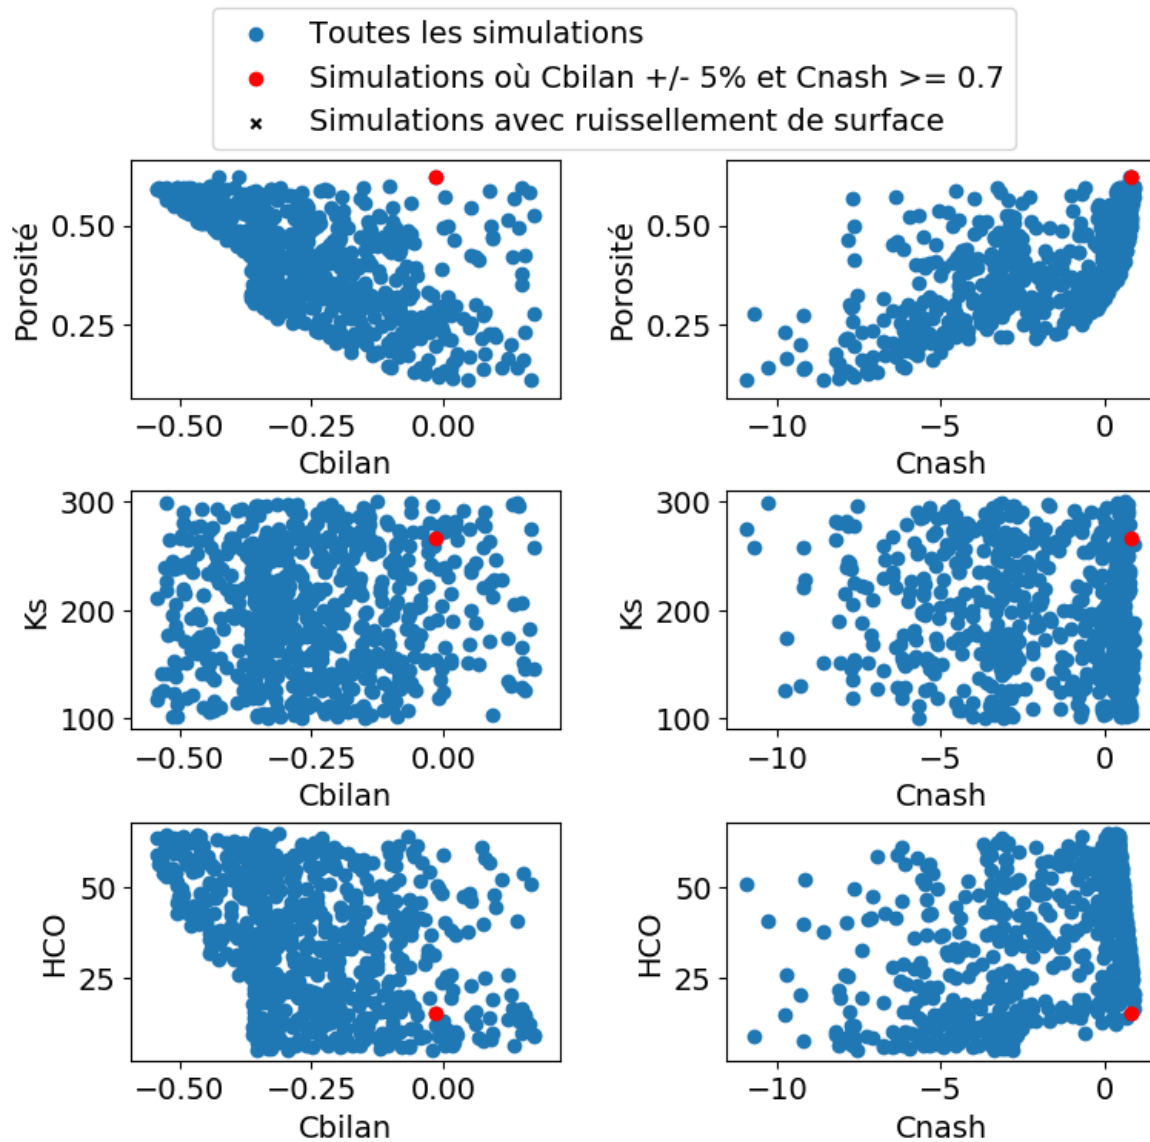 Toutes les simulations
Simulations où Cbilan +/- 5% et Cnash >= 0.7
Simulations avec ruissellement de surface
Porosité
0.50
0.25
−0.50 −0.25 0.00
Cbilan
Porosité
0.50
0.25
−10 −5 0
Cnash
Ks
300
200
100
−0.50 −0.25 0.00
Cbilan
Ks
300
200
100
−10 −5 0
Cnash
HCO
50
25
−0.50 −0.25 0.00
Cbilan
HCO
50
25
−10 −5 0
Cnash